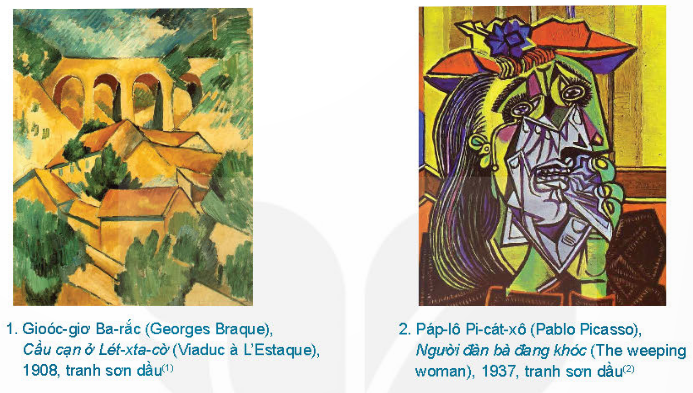 1. Gioóc-giơ Ba-rắc (Georges Braque),
Cầu cạn ở Lét-xta-cờ (Viaduc à L'Estaque),
1908, tranh sơn dầu(1)
2. Páp-lô Pi-cát-xô (Pablo Picasso),
Người đàn bà đang khóc (The weeping
woman), 1937, tranh sơn dầu(2)